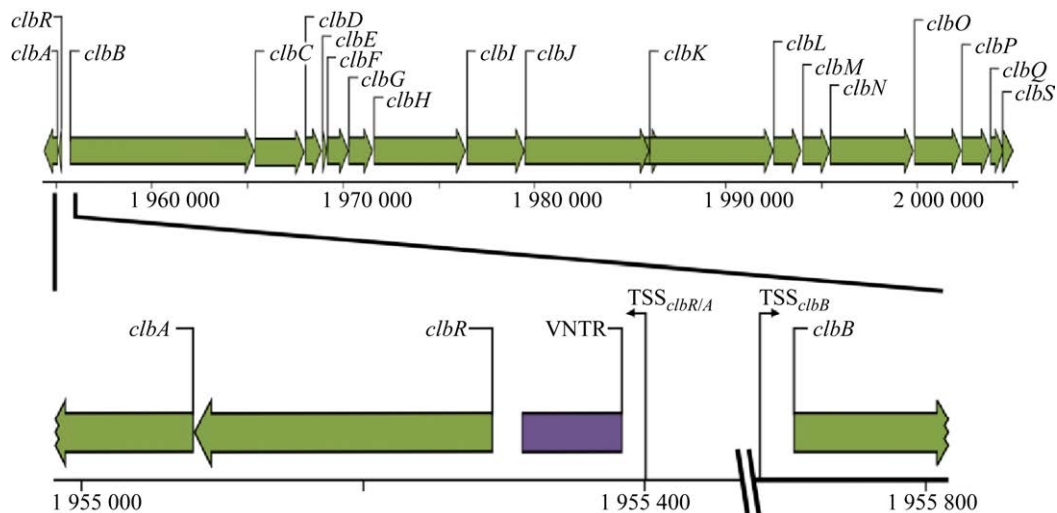 clbR
clbD
clbO
clbE
clbL
clbP
clbA
clbB
clbC
clbF
clbI
clbJ
clbK
clbM
clbQ
clbG
clbN
clbS
clbH
1 960 000
1 970 000
1 980 000
1 990 000
2 000 000
TSSclbR/A
TSSclbB
clbA
clbR
VNTR
clbB
1 955 000
1 955 400
1 955 800